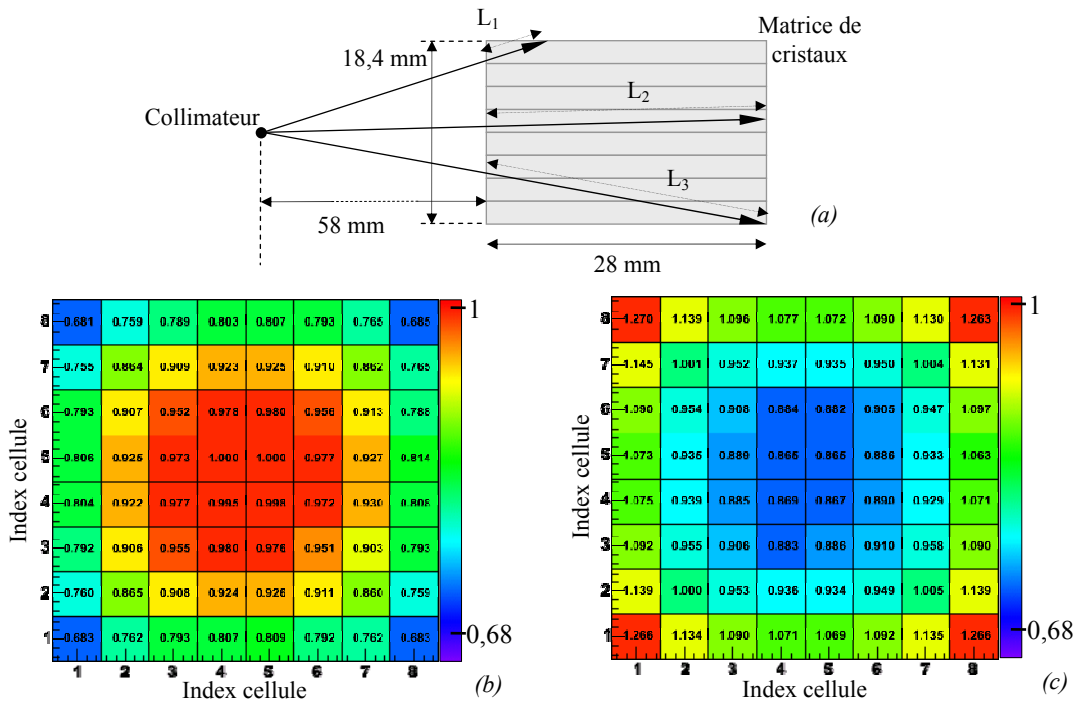 L1
Matrice de
cristaux
18,4 mm
L2
Collimateur
L3
58 mm
(a)
28 mm
8 0.681 0.759 0.789 0.803 0.807 0.793 0.765 0.685
7 0.755 0.864 0.909 0.923 0.925 0.910 0.862 0.765
6 0.793 0.907 0.952 0.978 0.980 0.956 0.913 0.788
5 0.806 0.925 0.973 1.000 1.000 0.977 0.927 0.814
4 0.804 0.922 0.977 0.995 0.998 0.972 0.930 0.808
3 0.792 0.906 0.955 0.980 0.976 0.951 0.903 0.793
2 0.760 0.865 0.908 0.924 0.926 0.911 0.860 0.759
1 0.683 0.762 0.793 0.807 0.809 0.792 0.762 0.683
1 2 3 4 5 6 7 8
Index cellule
Index cellule
1
0,68
(b)
8 1.270 1.139 1.096 1.077 1.072 1.090 1.130 1.263
7 1.145 1.001 0.952 0.937 0.935 0.950 1.004 1.131
6 1.090 0.954 0.908 0.884 0.882 0.905 0.947 1.097
5 1.073 0.935 0.889 0.865 0.865 0.886 0.933 1.063
4 1.075 0.939 0.885 0.869 0.867 0.890 0.929 1.071
3 1.092 0.955 0.906 0.883 0.886 0.910 0.958 1.090
2 1.139 1.000 0.953 0.936 0.934 0.949 1.005 1.139
1 1.266 1.134 1.090 1.071 1.069 1.092 1.135 1.266
1 2 3 4 5 6 7 8
Index cellule
Index cellule
1
0,68
(c)